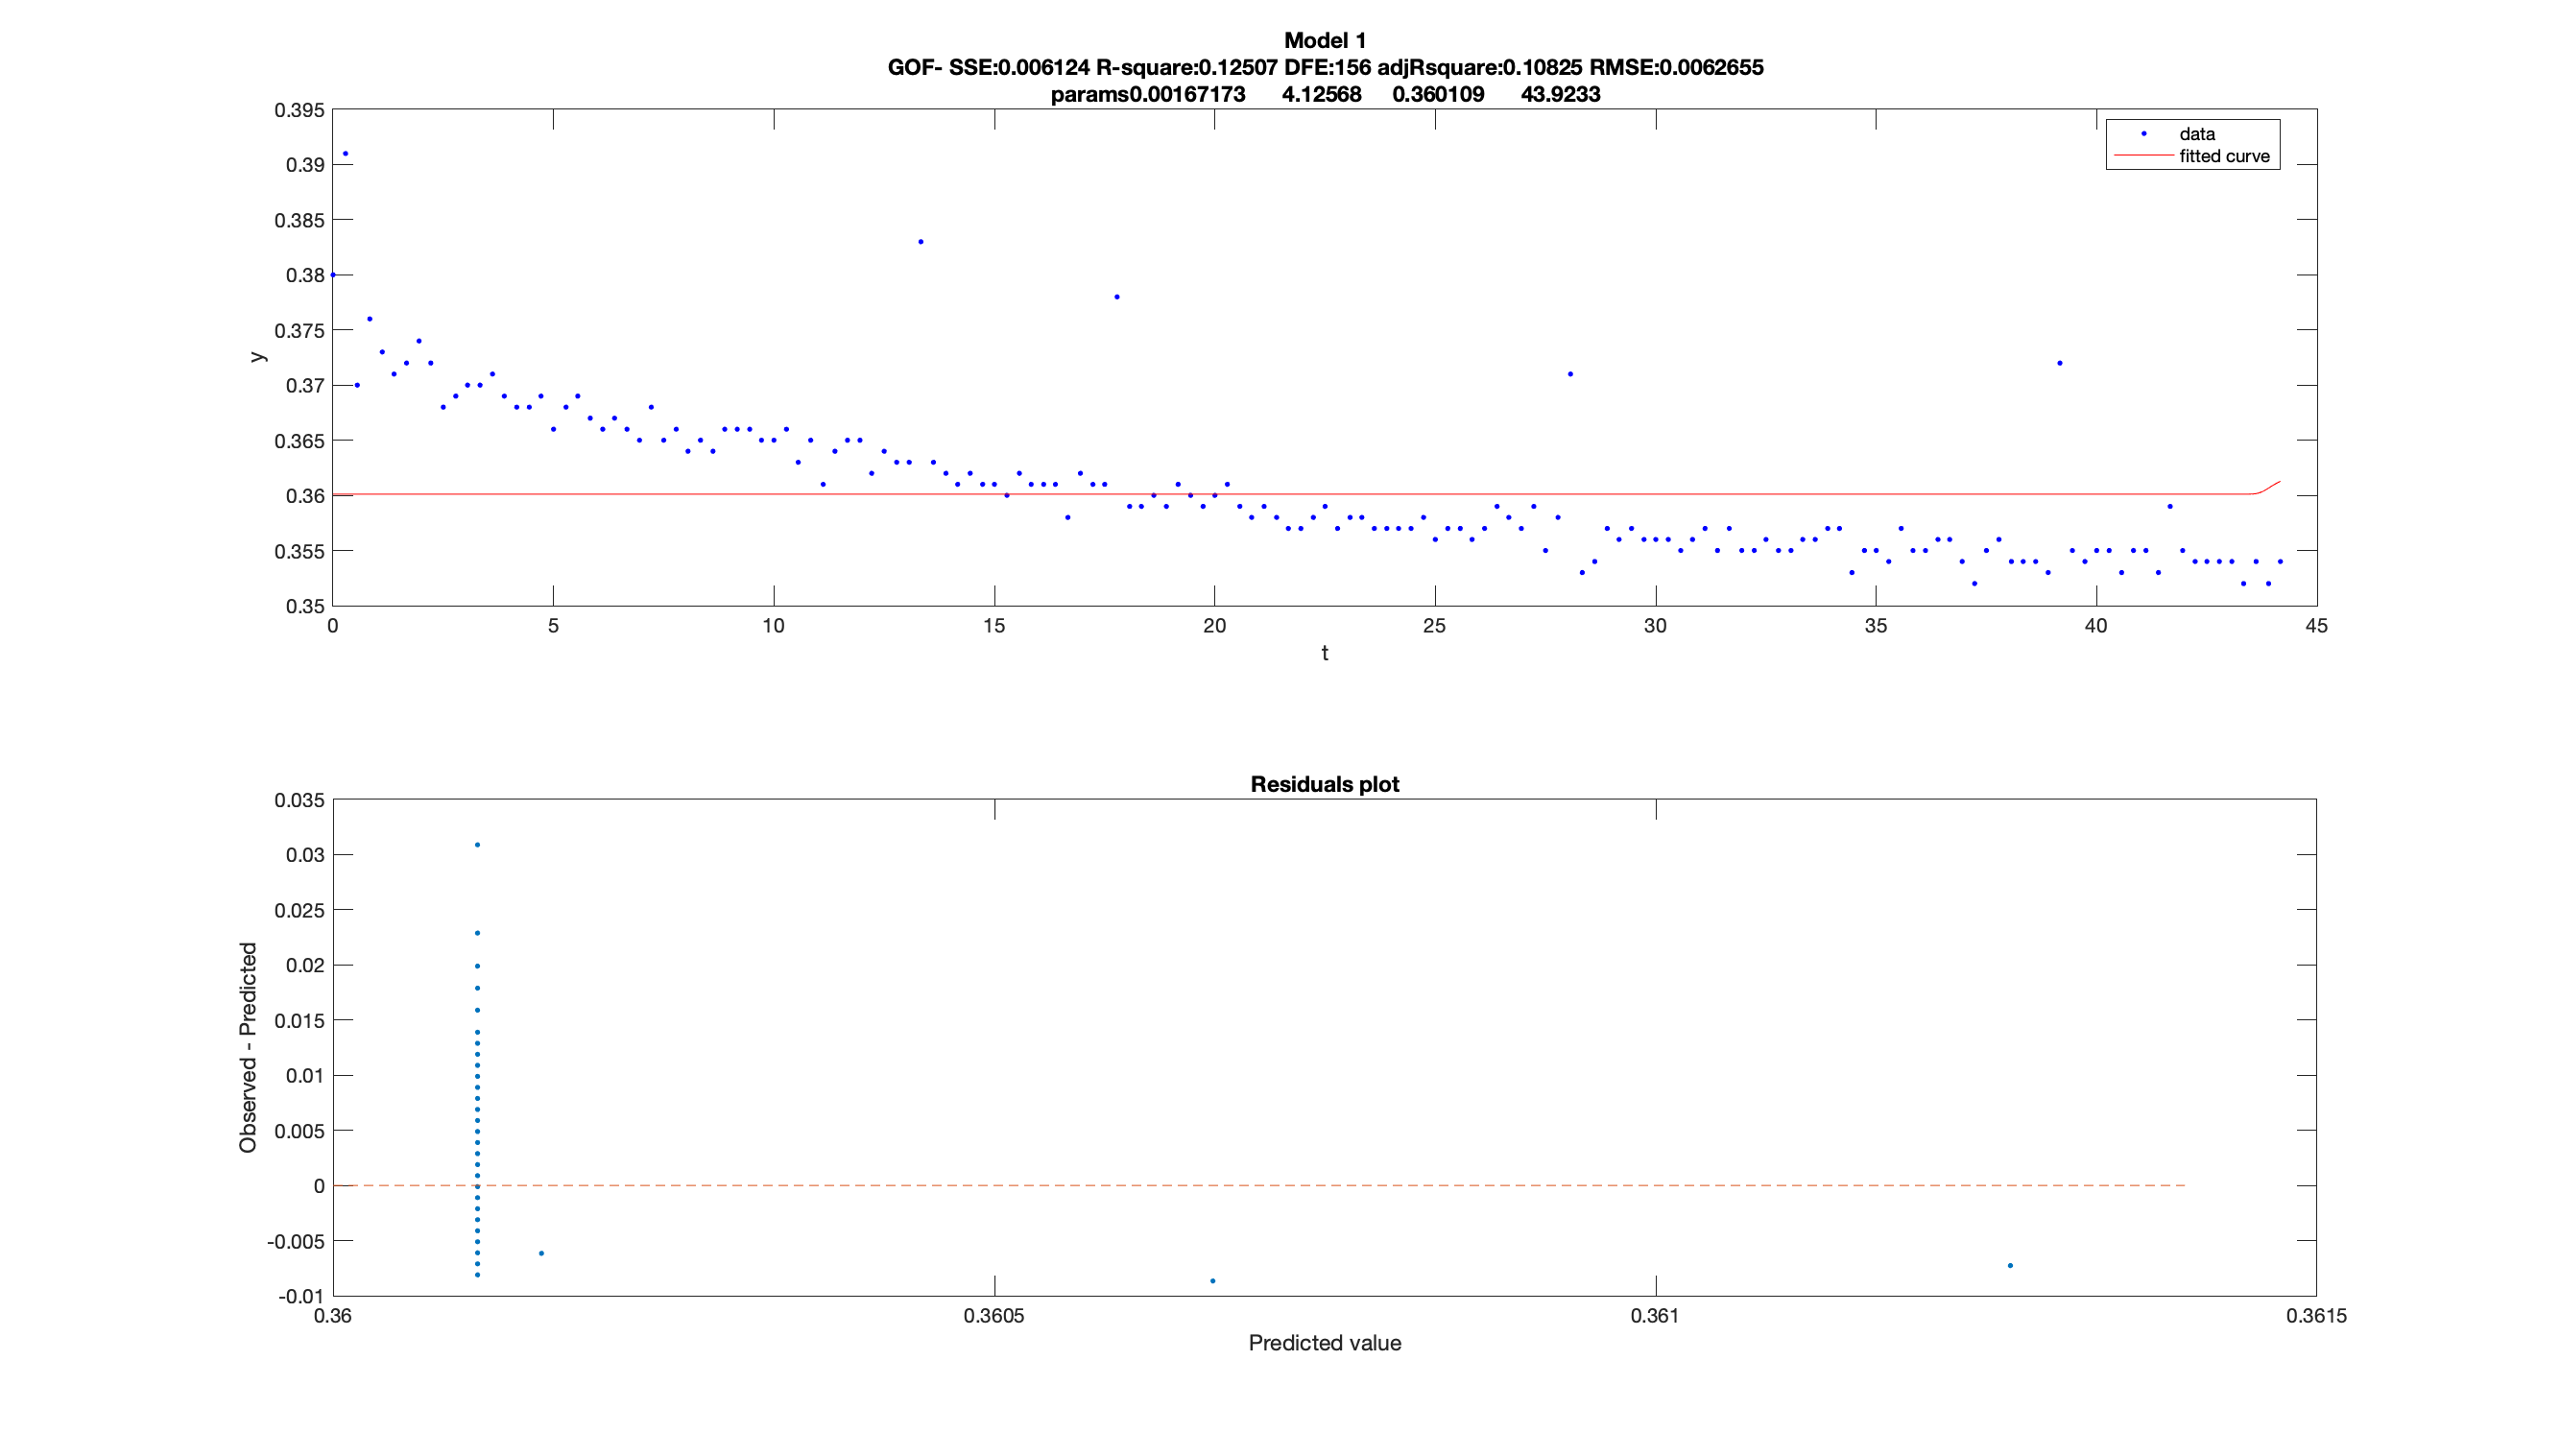 Model 1
GOF- SSE:0.006124 R-square:0.12507 DFE:156 adjRsquare:0.10825 RMSE:0.0062655
params0.00167173 4.12568 0.360109 43.9233
0.395
0.39
0.385
0.38
0.375
0.37
0.365
0.36
0.355
0.35
y
data
fitted curve
0 5 10 15 20 25 30 35 40 45
t
Residuals plot
0.035
0.03
0.025
0.02
0.015
0.01
0.005
0
-0.005
-0.01
Observed - Predicted
0.36 0.3605 0.361 0.3615
Predicted value